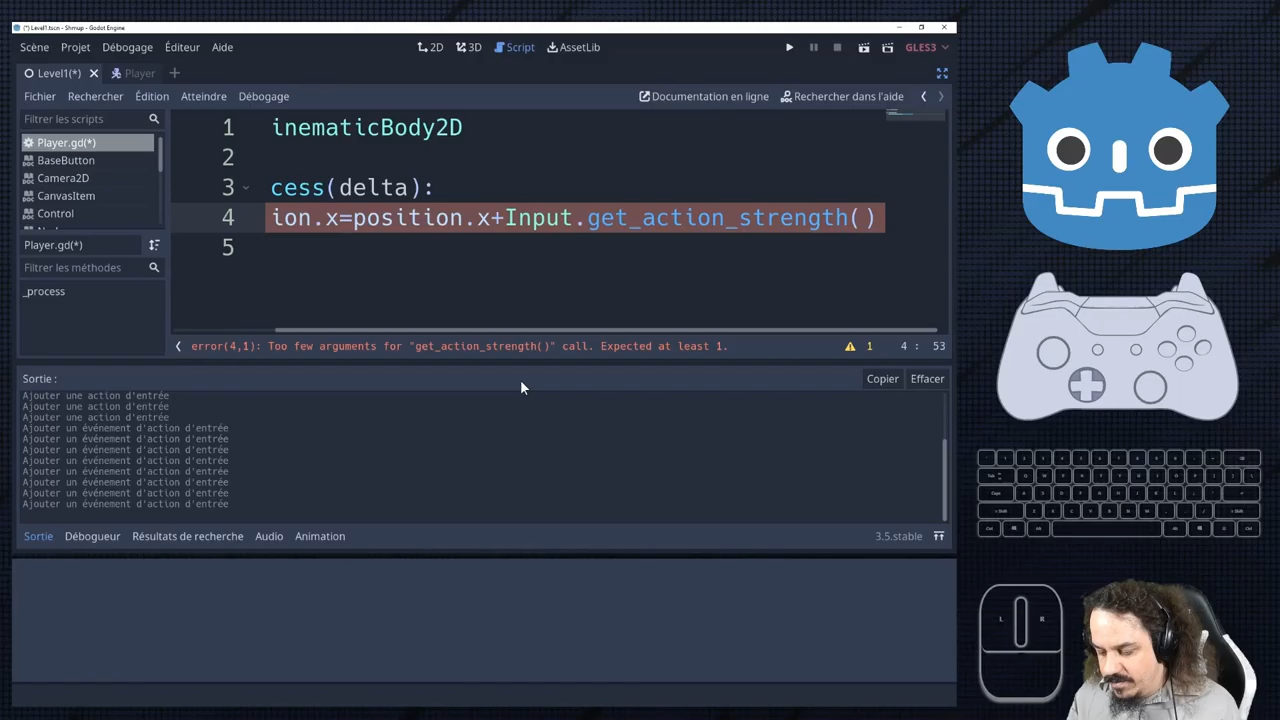 (*) Level1.tscn - Shmup - Godot Engine
Scène Projet Débogage Éditeur Aide
2D 3D Script AssetLib
GLES3
Level1(*) Player
Fichier Rechercher Édition Atteindre Débogage
Documentation en ligne Rechercher dans l'aide
Filtrer les scripts
Player.gd(*)
BaseButton
Camera2D
CanvasItem
Control
Player.gd(*)
Filtrer les méthodes
_process
1 inematicBody2D
2
3 cess(delta):
4 ion.x=position.x+Input.get_action_strength()
5
error(4,1): Too few arguments for "get_action_strength()" call. Expected at least 1.
1 4 : 53
Sortie :
Copier Effacer
Ajouter une action d'entrée
Ajouter une action d'entrée
Ajouter une action d'entrée
Ajouter un événement d'action d'entrée
Ajouter un événement d'action d'entrée
Ajouter un événement d'action d'entrée
Ajouter un événement d'action d'entrée
Ajouter un événement d'action d'entrée
Ajouter un événement d'action d'entrée
Ajouter un événement d'action d'entrée
Ajouter un événement d'action d'entrée
Sortie Débogueur Résultats de recherche Audio Animation
3.5.stable
L R